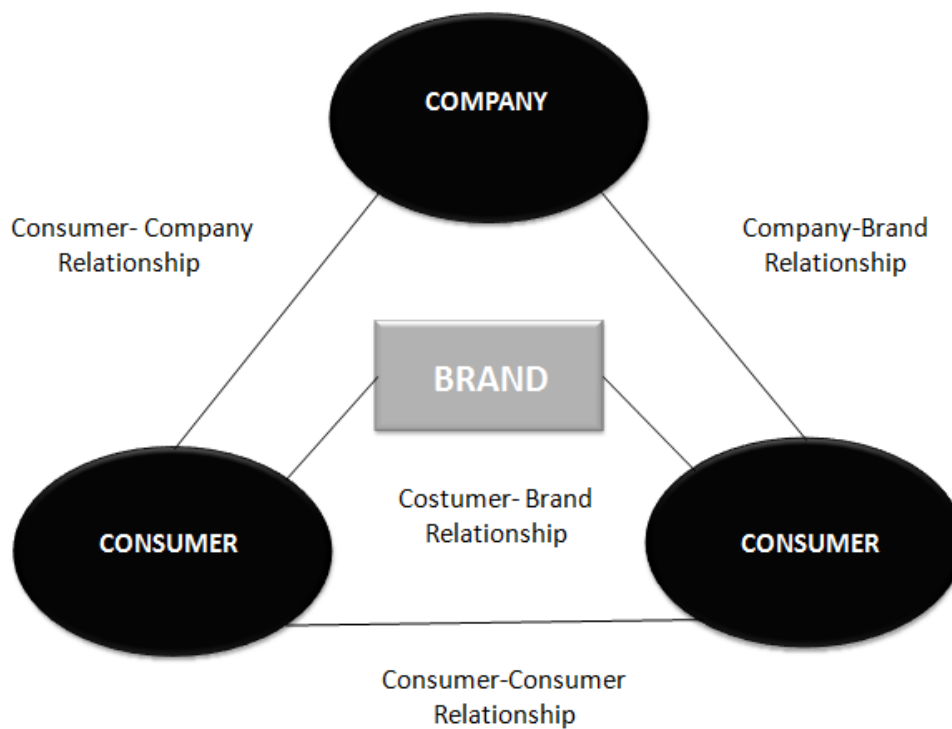 COMPANY
Consumer- Company
Relationship
Company-Brand
Relationship
BRAND
CONSUMER
Costumer- Brand
Relationship
CONSUMER
Consumer-Consumer
Relationship